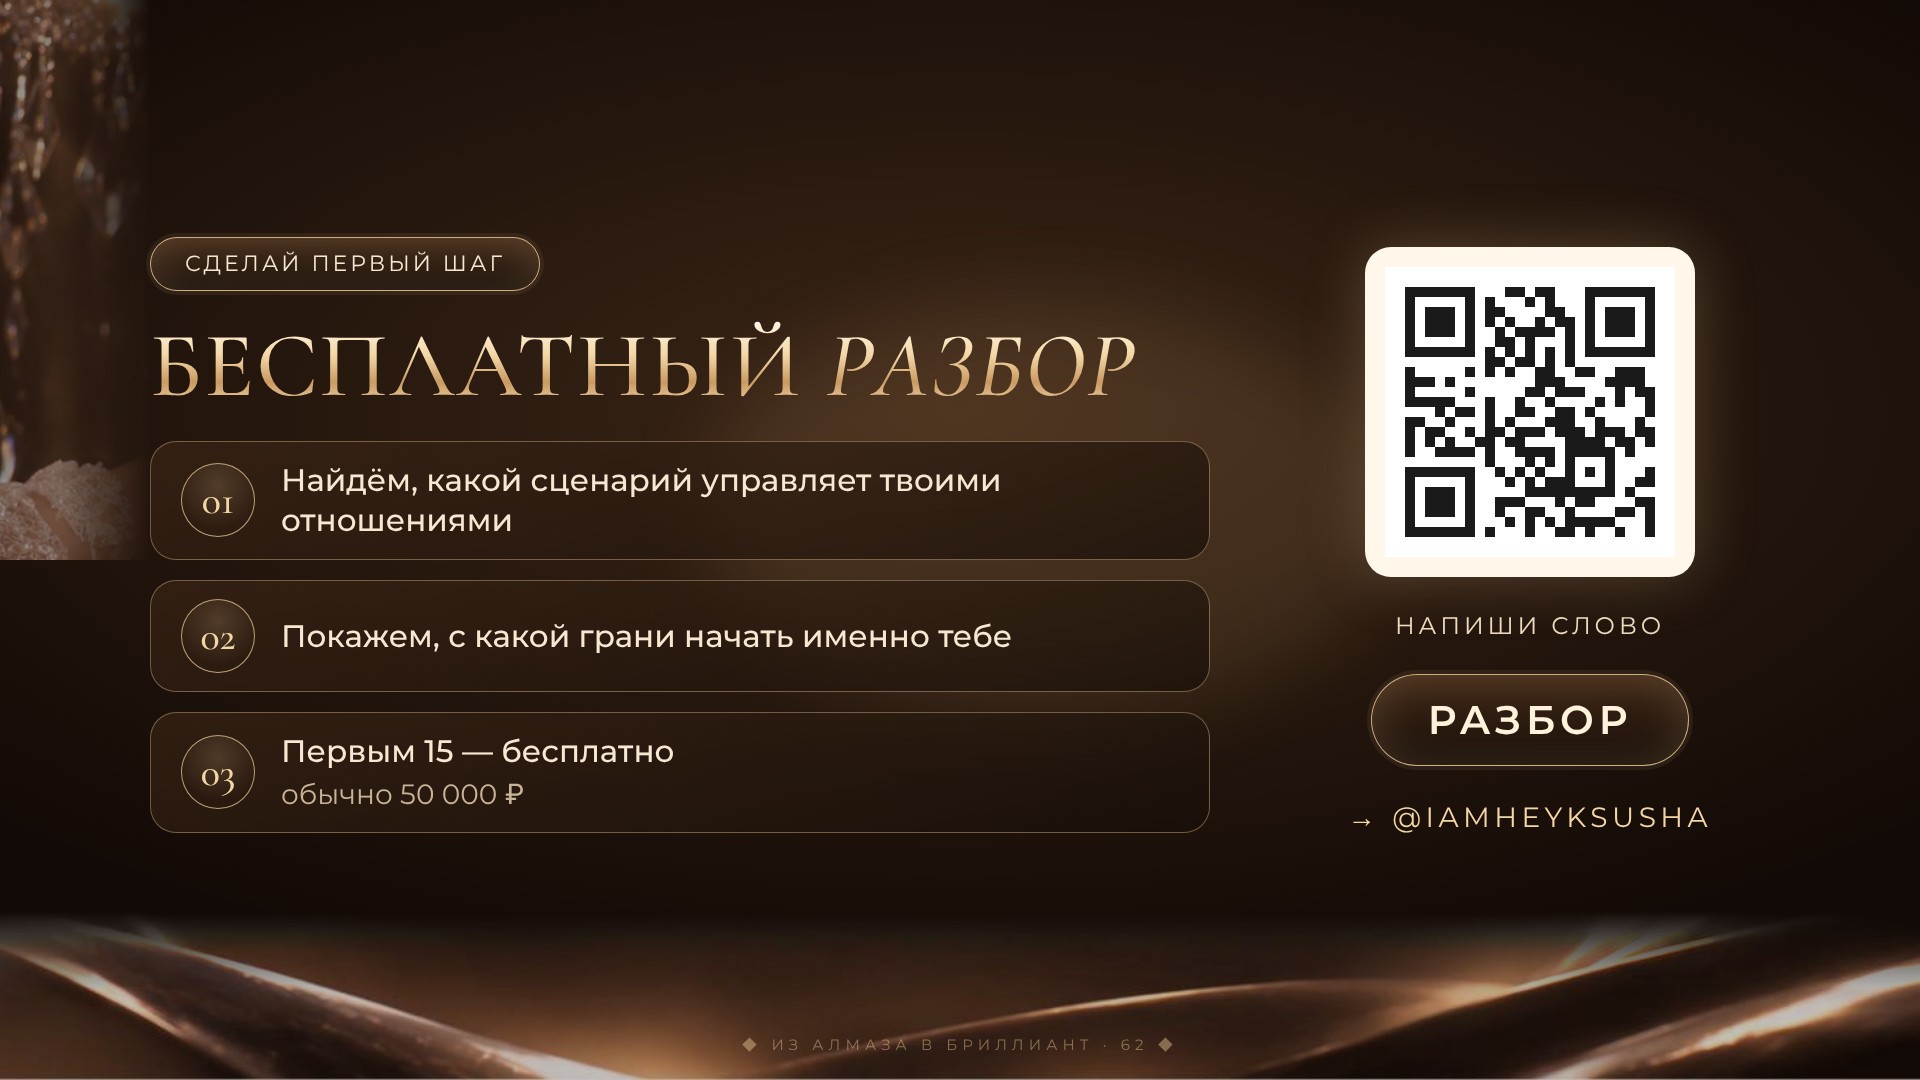 СДЕЛАЙ ПЕРВЫЙ ШАГ
БЕСПЛАТНЫЙ РАЗБОР
01
Найдём, какой сценарий управляет твоими
отношениями
02
Покажем, с какой грани начать именно тебе
03
Первым 15 — бесплатно
обычно 50 000 ₽
НАПИШИ СЛОВО
РАЗБОР
→ @IAMHEYKSUSHA
◆ ИЗ АЛМАЗА В БРИЛЛИАНТ · 62 ◆